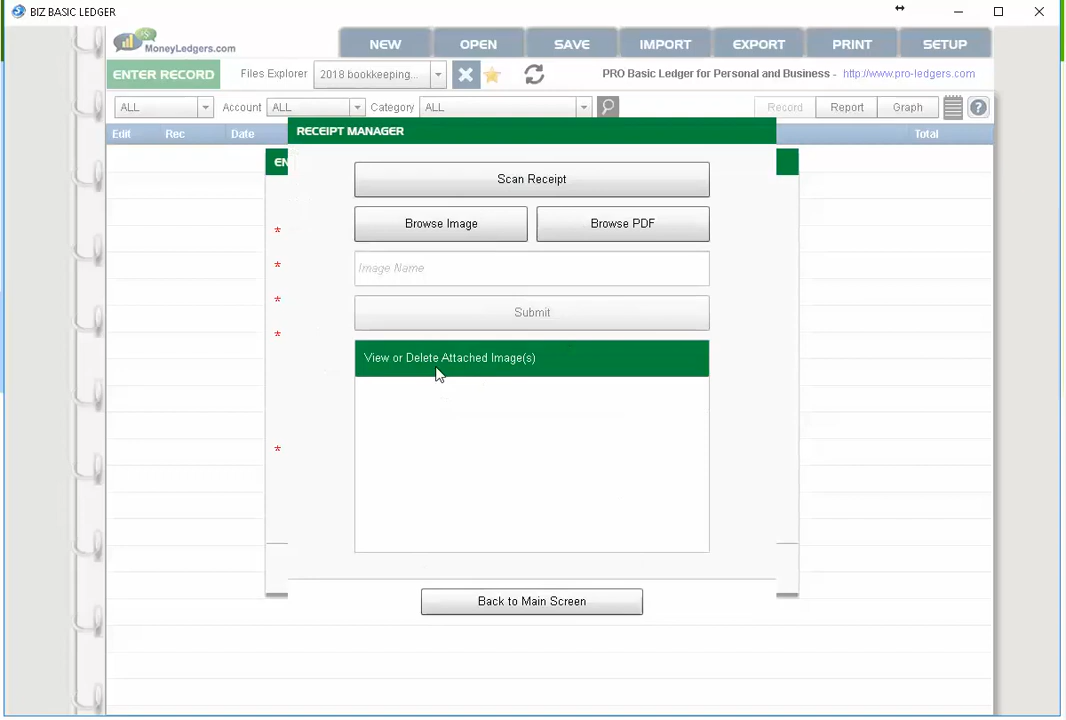 BIZ BASIC LEDGER
MoneyLedgers.com
NEW
OPEN
SAVE
IMPORT
EXPORT
PRINT
SETUP
ENTER RECORD
Files Explorer
2018 bookkeeping...
PRO Basic Ledger for Personal and Business - http://www.pro-ledgers.com
ALL
Account
ALL
Category
ALL
Record
Report
Graph
?
Edit
Rec
Date
Total
RECEIPT MANAGER
EN
Scan Receipt
Browse Image
Browse PDF
*
*
Image Name
*
Submit
*
View or Delete Attached Image(s)
*
Back to Main Screen